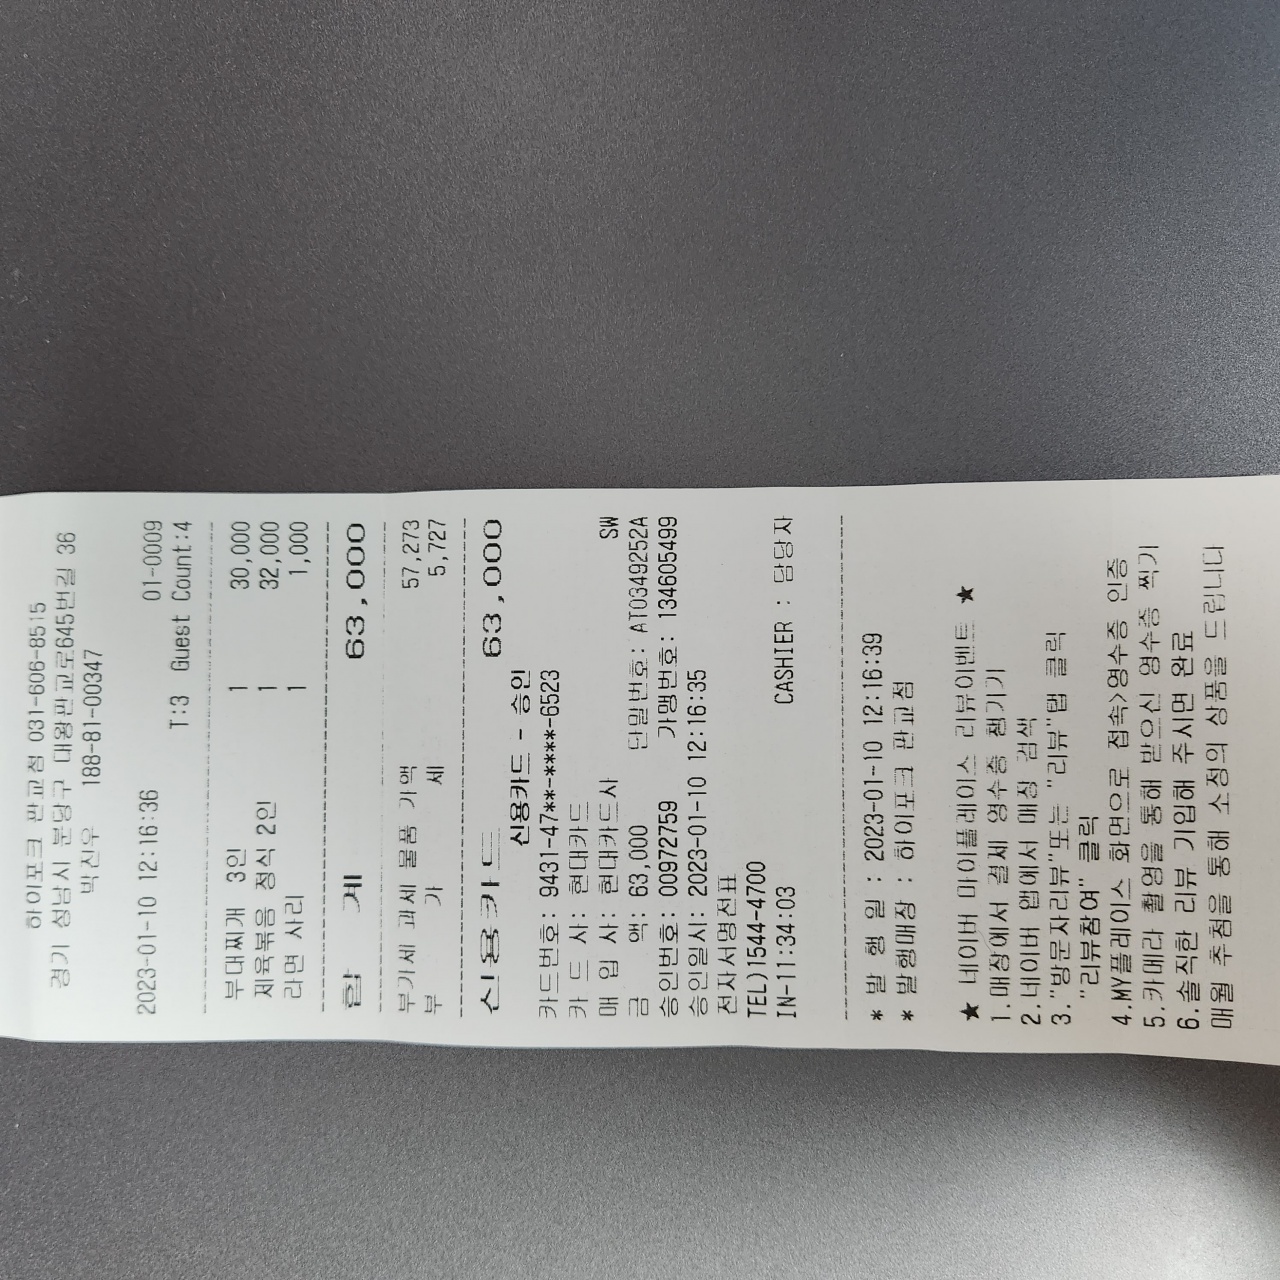 하이포크 판교점 031-606-8515
경기 성남시 분당구 대왕판교로645번길 36
박진우 188-81-00347
2023-01-10 12:16:36 01-0009
T:3 Guest Count:4
부대찌개 3인 1 30,000
제육볶음 정식 2인 1 32,000
라면 사리 1 1,000
합 계 63,000
부가세 과세 물품 가액 57,273
부 가 세 5,727
신용카드 63,000
신용카드 - 승인
카드번호: 9431-47**-****-6523
카 드 사: 현대카드
매 입 사: 현대카드사 SW
금 액: 63,000 단말번호: AT0349252A
승인번호: 00972759 가맹번호: 134605499
승인일시: 2023-01-10 12:16:35
전자서명전표
TEL)1544-4700
IN-11:34:03 CASHIER : 담당자
* 발 행 일 : 2023-01-10 12:16:39
* 발행매장 : 하이포크 판교점
★ 네이버 마이플레이스 리뷰이벤트 ★
1.매장에서 결제 영수증 챙기기
2.네이버 앱에서 매장 검색
3."방문자리뷰"또는 "리뷰"탭 클릭
"리뷰참여" 클릭
4.MY플레이스 화면으로 접속>영수증 인증
5.카메라 촬영을 통해 받으신 영수증 찍기
6.솔직한 리뷰 기입해 주시면 완료
매월 추첨을 통해 소정의 상품을 드립니다